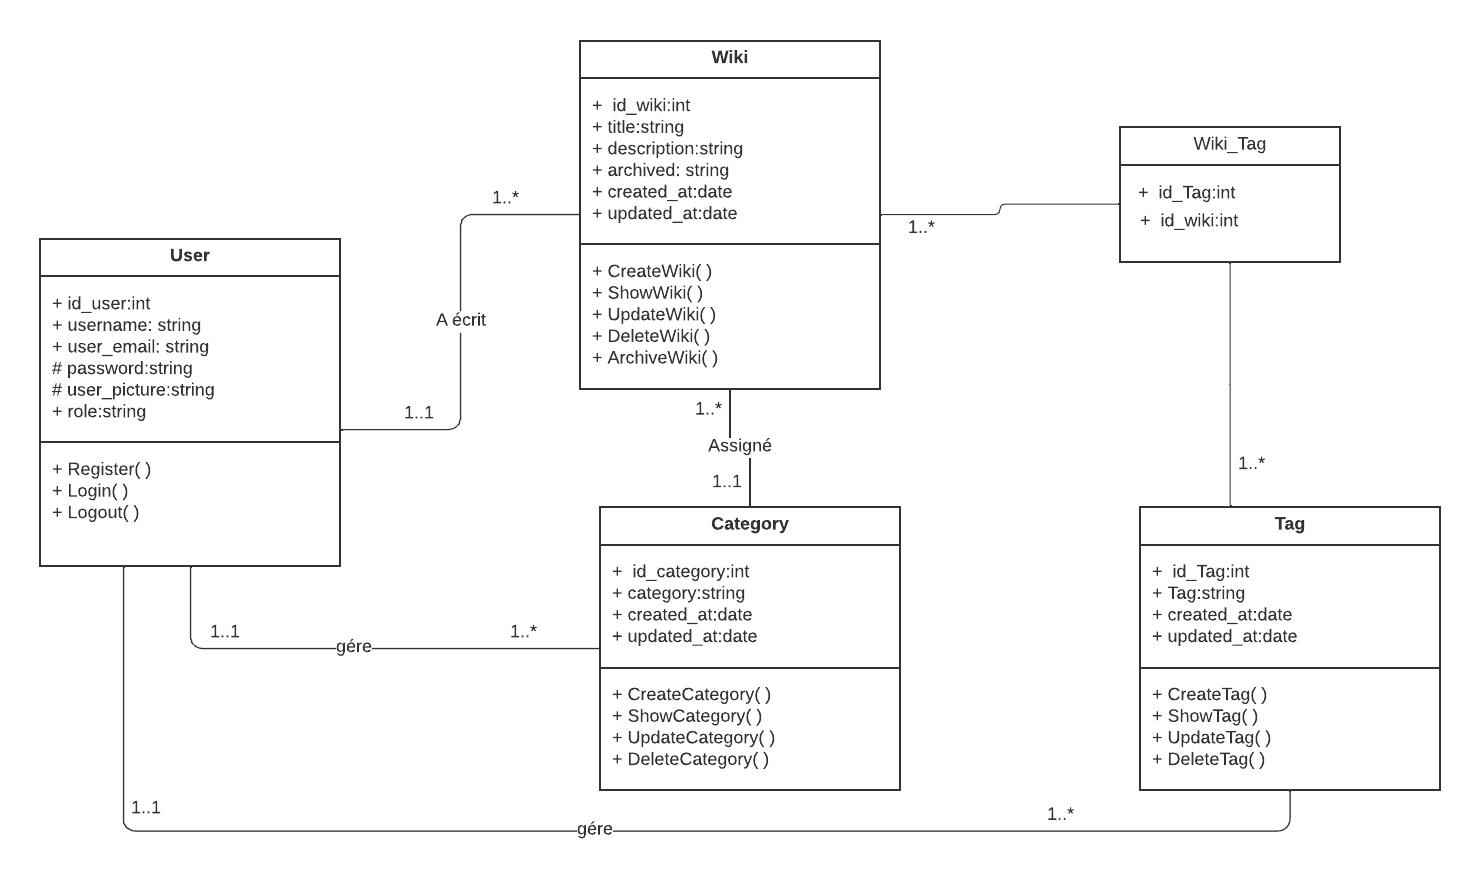 Wiki
+ id_wiki:int
+ title:string
+ description:string
+ archived: string
+ created_at:date
+ updated_at:date
+ CreateWiki( )
+ ShowWiki( )
+ UpdateWiki( )
+ DeleteWiki( )
+ ArchiveWiki( )
Wiki_Tag
+ id_Tag:int
+ id_wiki:int
1..*
1..*
User
+ id_user:int
+ username: string
+ user_email: string
# password:string
# user_picture:string
+ role:string
+ Register( )
+ Login( )
+ Logout( )
A écrit
1..1
1..*
Assigné
1..1
1..*
Category
+ id_category:int
+ category:string
+ created_at:date
+ updated_at:date
+ CreateCategory( )
+ ShowCategory( )
+ UpdateCategory( )
+ DeleteCategory( )
Tag
+ id_Tag:int
+ Tag:string
+ created_at:date
+ updated_at:date
+ CreateTag( )
+ ShowTag( )
+ UpdateTag( )
+ DeleteTag( )
1..1
1..*
gére
1..1
1..*
gére